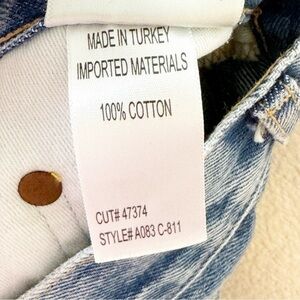 MADE IN TURKEY
IMPORTED MATERIALS
100% COTTON
CUT# 47374
STYLE# A083 C-811